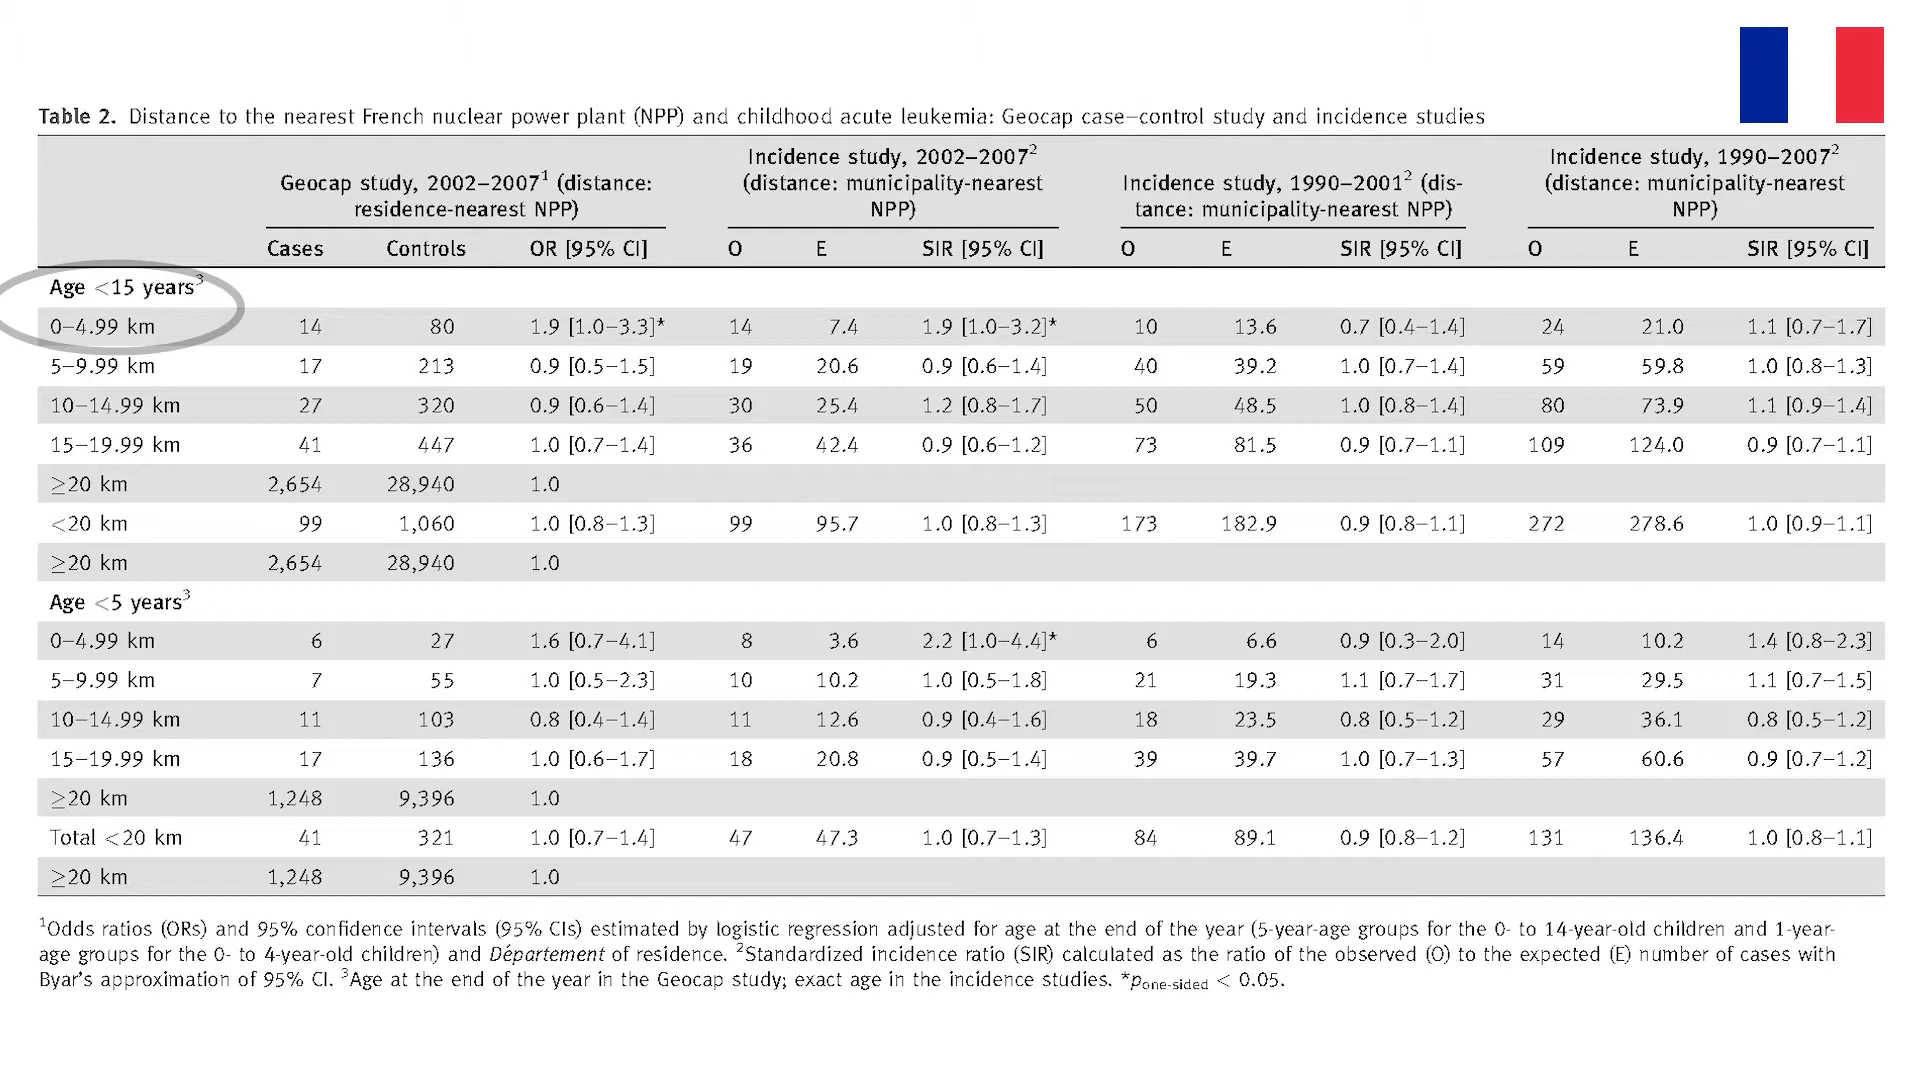 Table 2. Distance to the nearest French nuclear power plant (NPP) and childhood acute leukemia: Geocap case–control study and incidence studies
Geocap study, 2002–2007¹ (distance: residence-nearest NPP) Incidence study, 2002–2007² (distance: municipality-nearest NPP) Incidence study, 1990–2001² (dis-tance: municipality-nearest NPP) Incidence study, 1990–2007² (distance: municipality-nearest NPP)
Cases Controls OR [95% CI] O E SIR [95% CI] O E SIR [95% CI] O E SIR [95% CI]
Age <15 years³
0–4.99 km 14 80 1.9 [1.0–3.3]* 14 7.4 1.9 [1.0–3.2]* 10 13.6 0.7 [0.4–1.4] 24 21.0 1.1 [0.7–1.7]
5–9.99 km 17 213 0.9 [0.5–1.5] 19 20.6 0.9 [0.6–1.4] 40 39.2 1.0 [0.7–1.4] 59 59.8 1.0 [0.8–1.3]
10–14.99 km 27 320 0.9 [0.6–1.4] 30 25.4 1.2 [0.8–1.7] 50 48.5 1.0 [0.8–1.4] 80 73.9 1.1 [0.9–1.4]
15–19.99 km 41 447 1.0 [0.7–1.4] 36 42.4 0.9 [0.6–1.2] 73 81.5 0.9 [0.7–1.1] 109 124.0 0.9 [0.7–1.1]
≥20 km 2,654 28,940 1.0
<20 km 99 1,060 1.0 [0.8–1.3] 99 95.7 1.0 [0.8–1.3] 173 182.9 0.9 [0.8–1.1] 272 278.6 1.0 [0.9–1.1]
≥20 km 2,654 28,940 1.0
Age <5 years³
0–4.99 km 6 27 1.6 [0.7–4.1] 8 3.6 2.2 [1.0–4.4]* 6 6.6 0.9 [0.3–2.0] 14 10.2 1.4 [0.8–2.3]
5–9.99 km 7 55 1.0 [0.5–2.3] 10 10.2 1.0 [0.5–1.8] 21 19.3 1.1 [0.7–1.7] 31 29.5 1.1 [0.7–1.5]
10–14.99 km 11 103 0.8 [0.4–1.4] 11 12.6 0.9 [0.4–1.6] 18 23.5 0.8 [0.5–1.2] 29 36.1 0.8 [0.5–1.2]
15–19.99 km 17 136 1.0 [0.6–1.7] 18 20.8 0.9 [0.5–1.4] 39 39.7 1.0 [0.7–1.3] 57 60.6 0.9 [0.7–1.2]
≥20 km 1,248 9,396 1.0
Total <20 km 41 321 1.0 [0.7–1.4] 47 47.3 1.0 [0.7–1.3] 84 89.1 0.9 [0.8–1.2] 131 136.4 1.0 [0.8–1.1]
≥20 km 1,248 9,396 1.0
¹Odds ratios (ORs) and 95% confidence intervals (95% CIs) estimated by logistic regression adjusted for age at the end of the year (5-year-age groups for the 0- to 14-year-old children and 1-year-
age groups for the 0- to 4-year-old children) and Département of residence. ²Standardized incidence ratio (SIR) calculated as the ratio of the observed (O) to the expected (E) number of cases with
Byar's approximation of 95% CI. ³Age at the end of the year in the Geocap study; exact age in the incidence studies. *p one-sided < 0.05.